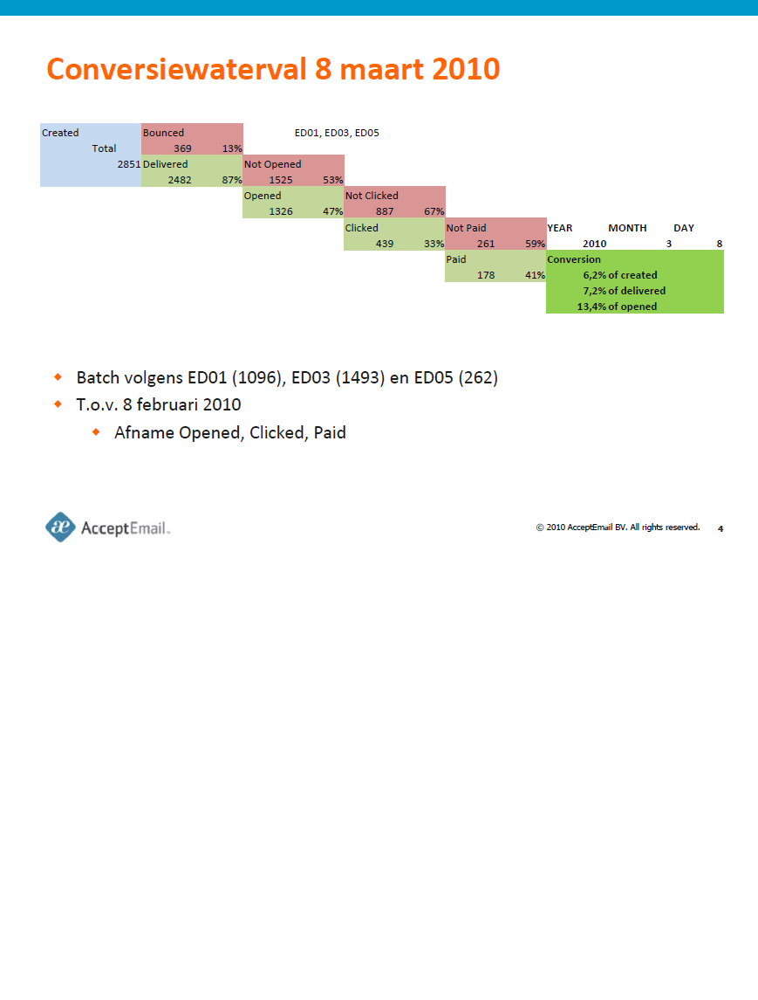 Conversiewaterval 8 maart 2010
Created Bounced ED01, ED03, ED05
Total 369 13%
2851 Delivered Not Opened
2482 87% 1525 53%
Opened Not Clicked
1326 47% 887 67%
Clicked Not Paid YEAR MONTH DAY
439 33% 261 59% 2010 3 8
Paid Conversion
178 41% 6,2% of created
7,2% of delivered
13,4% of opened
Batch volgens ED01 (1096), ED03 (1493) en ED05 (262)
T.o.v. 8 februari 2010
Afname Opened, Clicked, Paid
æ AcceptEmail™ © 2010 AcceptEmail BV. All rights reserved. 4